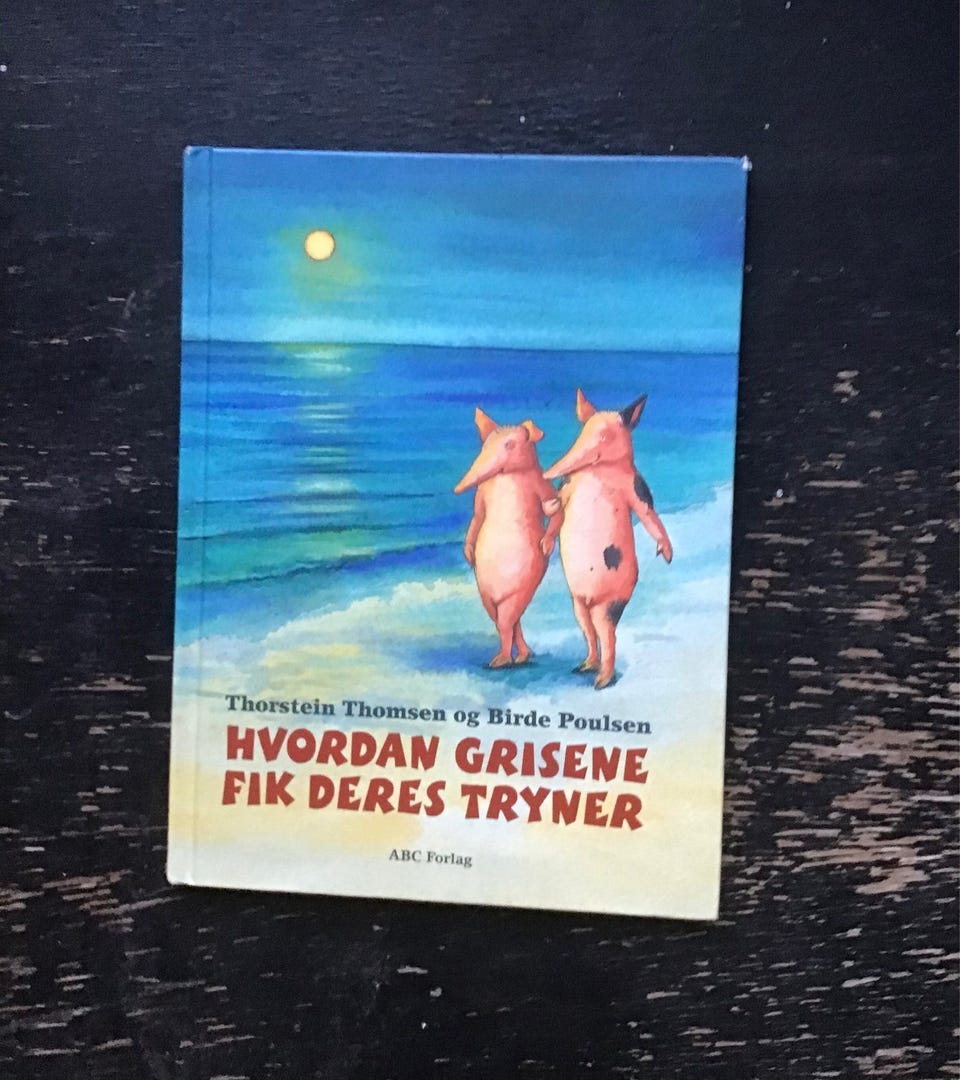 Thorstein Thomsen og Birde Poulsen
HVORDAN GRISENE
FIK DERES TRYNER
ABC Forlag